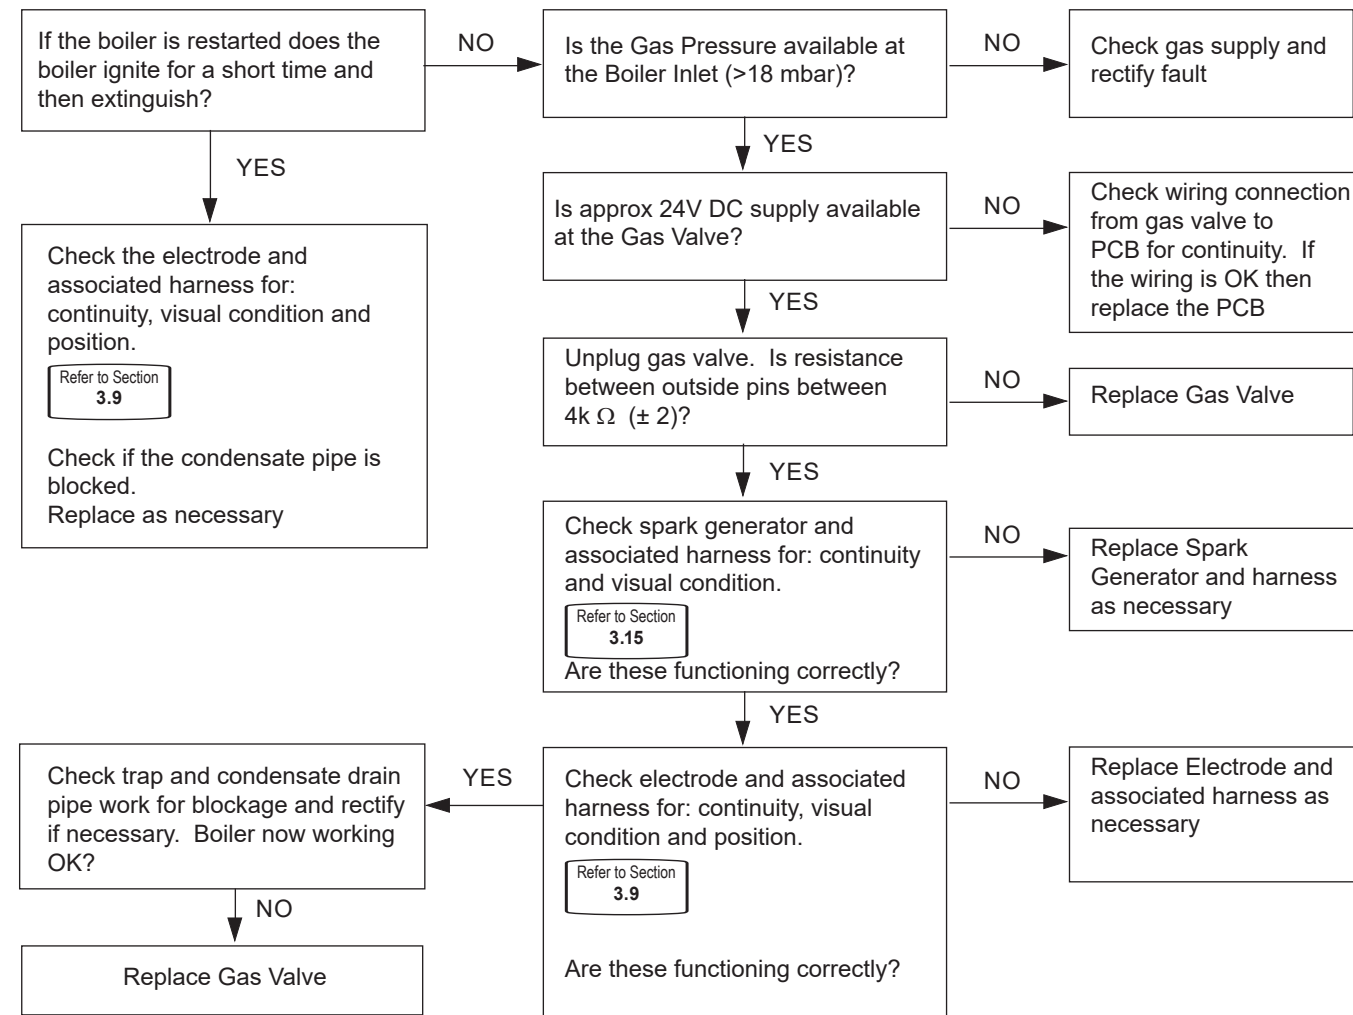 If the boiler is restarted does the
boiler ignite for a short time and
then extinguish?
NO
Is the Gas Pressure available at
the Boiler Inlet (>18 mbar)?
NO
Check gas supply and
rectify fault
YES
YES
Check the electrode and
associated harness for:
continuity, visual condition and
position.
Refer to Section
3.9
Check if the condensate pipe is
blocked.
Replace as necessary
Is approx 24V DC supply available
at the Gas Valve?
NO
Check wiring connection
from gas valve to
PCB for continuity.  If
the wiring is OK then
replace the PCB
YES
Unplug gas valve.  Is resistance
between outside pins between
4k Ω  (± 2)?
NO
Replace Gas Valve
YES
Check spark generator and
associated harness for: continuity
and visual condition.
Refer to Section
3.15
Are these functioning correctly?
NO
Replace Spark
Generator and harness
as necessary
YES
Check electrode and associated
harness for: continuity, visual
condition and position.
Refer to Section
3.9
Are these functioning correctly?
NO
Replace Electrode and
associated harness as
necessary
YES
Check trap and condensate drain
pipe work for blockage and rectify
if necessary.  Boiler now working
OK?
NO
Replace Gas Valve